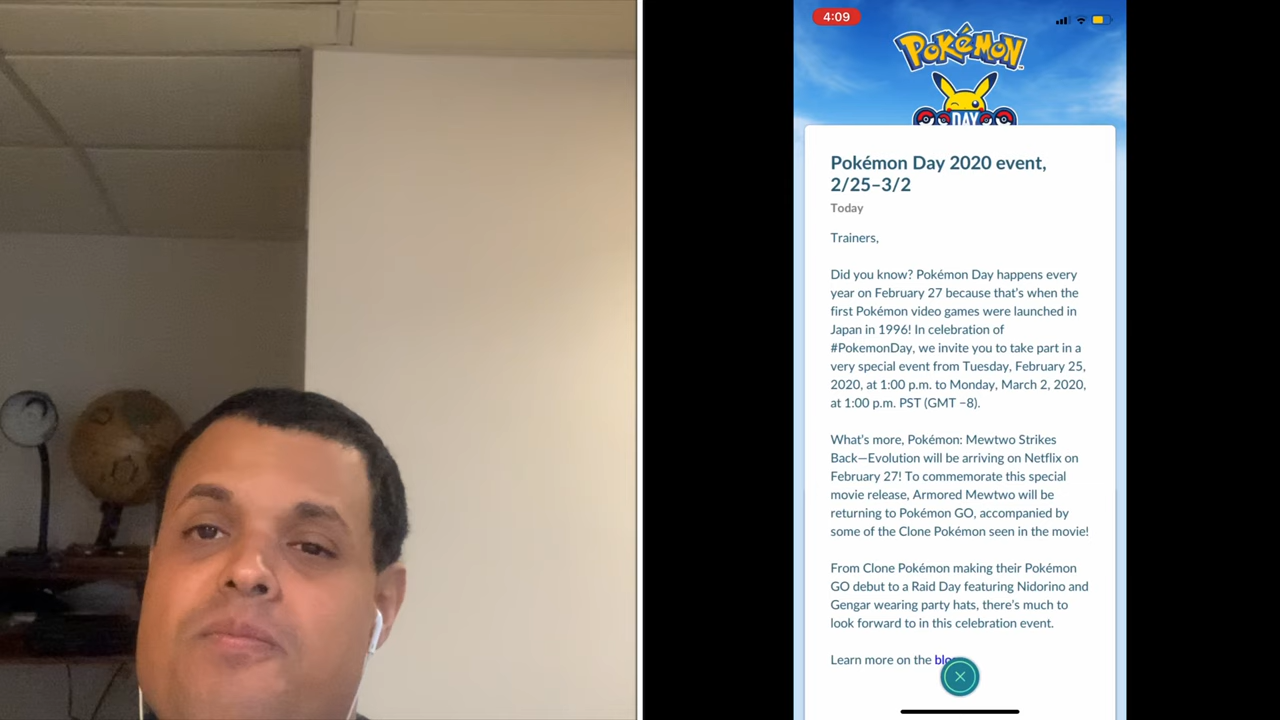 4:09
POKÉMON
DAY
Pokémon Day 2020 event,
2/25–3/2
Today
Trainers,
Did you know? Pokémon Day happens every
year on February 27 because that's when the
first Pokémon video games were launched in
Japan in 1996! In celebration of
#PokemonDay, we invite you to take part in a
very special event from Tuesday, February 25,
2020, at 1:00 p.m. to Monday, March 2, 2020,
at 1:00 p.m. PST (GMT −8).
What's more, Pokémon: Mewtwo Strikes
Back—Evolution will be arriving on Netflix on
February 27! To commemorate this special
movie release, Armored Mewtwo will be
returning to Pokémon GO, accompanied by
some of the Clone Pokémon seen in the movie!
From Clone Pokémon making their Pokémon
GO debut to a Raid Day featuring Nidorino and
Gengar wearing party hats, there's much to
look forward to in this celebration event.
Learn more on the